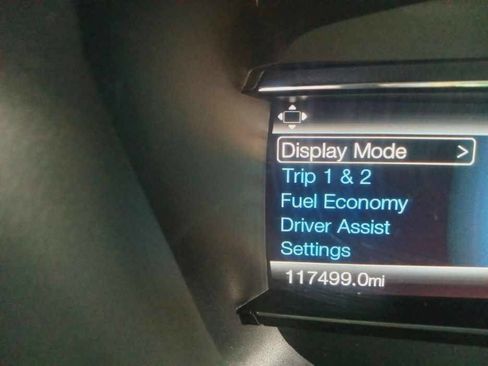 Display Mode >
Trip 1 & 2
Fuel Economy
Driver Assist
Settings
117499.0mi